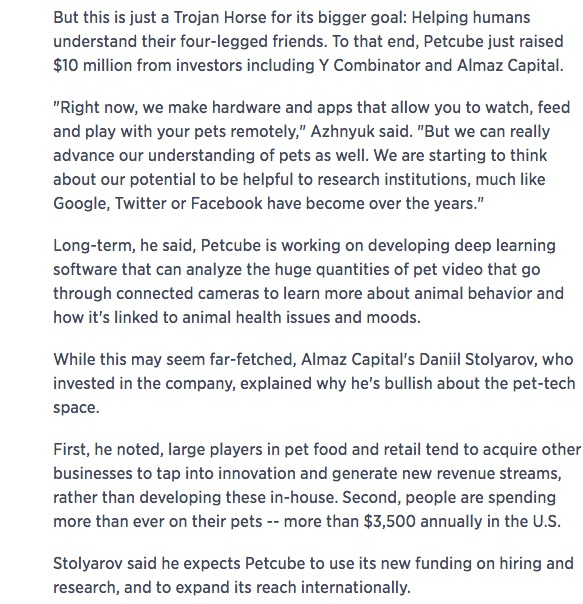 But this is just a Trojan Horse for its bigger goal: Helping humans
understand their four-legged friends. To that end, Petcube just raised
$10 million from investors including Y Combinator and Almaz Capital.
"Right now, we make hardware and apps that allow you to watch, feed
and play with your pets remotely," Azhnyuk said. "But we can really
advance our understanding of pets as well. We are starting to think
about our potential to be helpful to research institutions, much like
Google, Twitter or Facebook have become over the years."
Long-term, he said, Petcube is working on developing deep learning
software that can analyze the huge quantities of pet video that go
through connected cameras to learn more about animal behavior and
how it's linked to animal health issues and moods.
While this may seem far-fetched, Almaz Capital's Daniil Stolyarov, who
invested in the company, explained why he's bullish about the pet-tech
space.
First, he noted, large players in pet food and retail tend to acquire other
businesses to tap into innovation and generate new revenue streams,
rather than developing these in-house. Second, people are spending
more than ever on their pets -- more than $3,500 annually in the U.S.
Stolyarov said he expects Petcube to use its new funding on hiring and
research, and to expand its reach internationally.